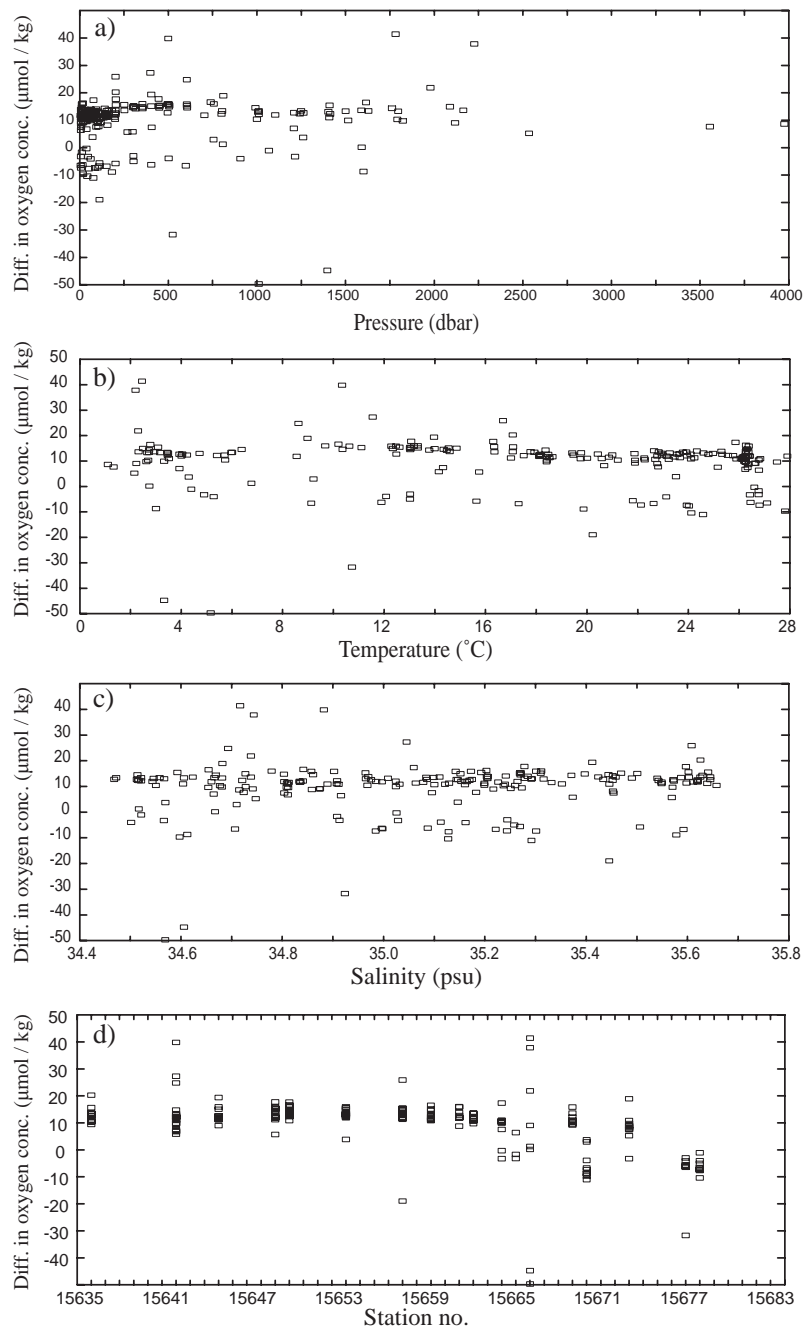 a)
Diff. in oxygen conc. (µmol / kg)
50
40
30
20
10
0
-10
-20
-30
-40
-50
0 500 1000 1500 2000 2500 3000 3500 4000
Pressure (dbar)
b)
Diff. in oxygen conc. (µmol / kg)
50
40
30
20
10
0
-10
-20
-30
-40
-50
0 4 8 12 16 20 24 28
Temperature (˚C)
c)
Diff. in oxygen conc. (µmol / kg)
50
40
30
20
10
0
-10
-20
-30
-40
-50
34.4 34.6 34.8 35.0 35.2 35.4 35.6 35.8
Salinity (psu)
d)
Diff. in oxygen conc. (µmol / kg)
50
40
30
20
10
0
-10
-20
-30
-40
15635 15641 15647 15653 15659 15665 15671 15677 15683
Station no.